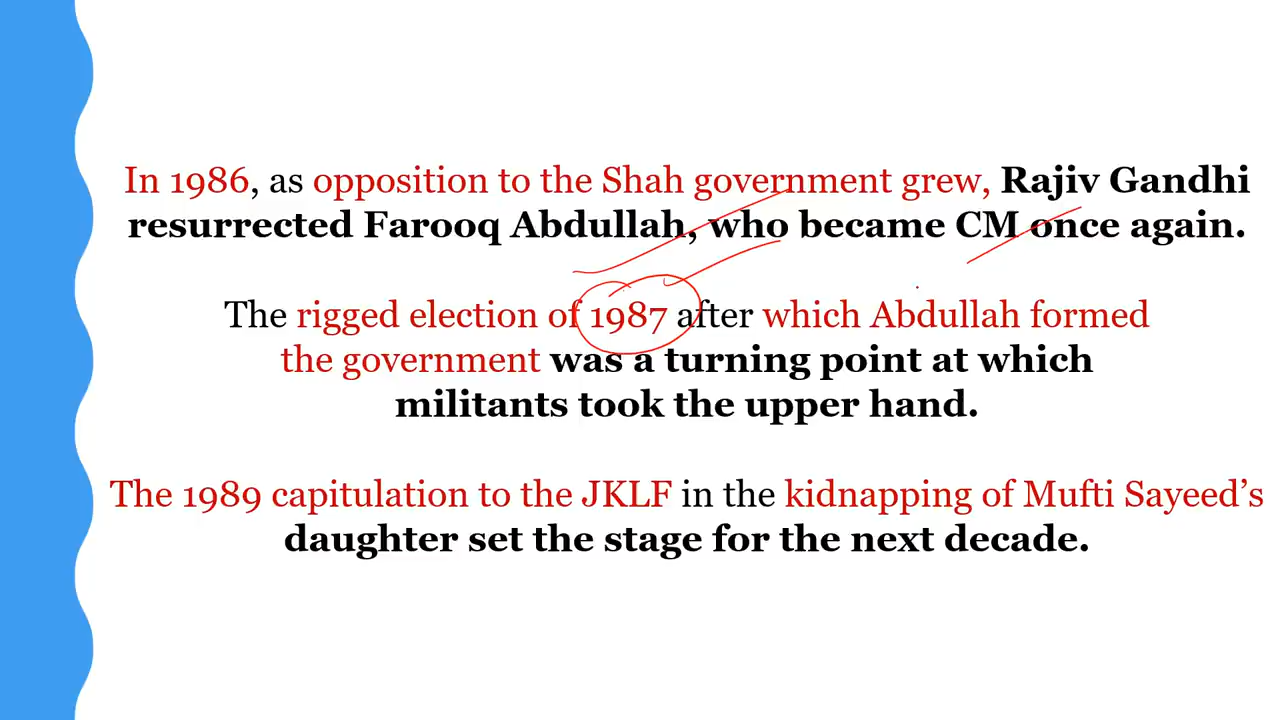 In 1986, as opposition to the Shah government grew, Rajiv Gandhi
resurrected Farooq Abdullah, who became CM once again.
The rigged election of 1987 after which Abdullah formed
the government was a turning point at which
militants took the upper hand.
The 1989 capitulation to the JKLF in the kidnapping of Mufti Sayeed’s
daughter set the stage for the next decade.